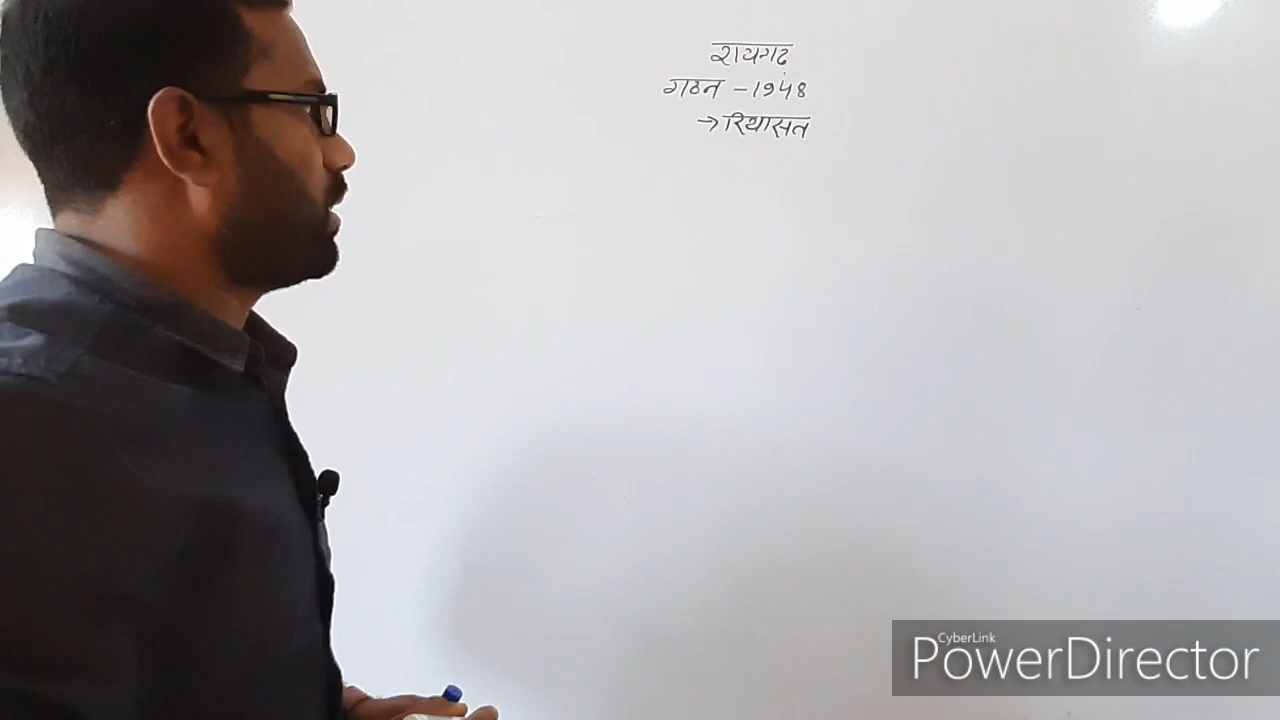 रायगढ़
गठन - 1948
→ रियासत
CyberLink
PowerDirector